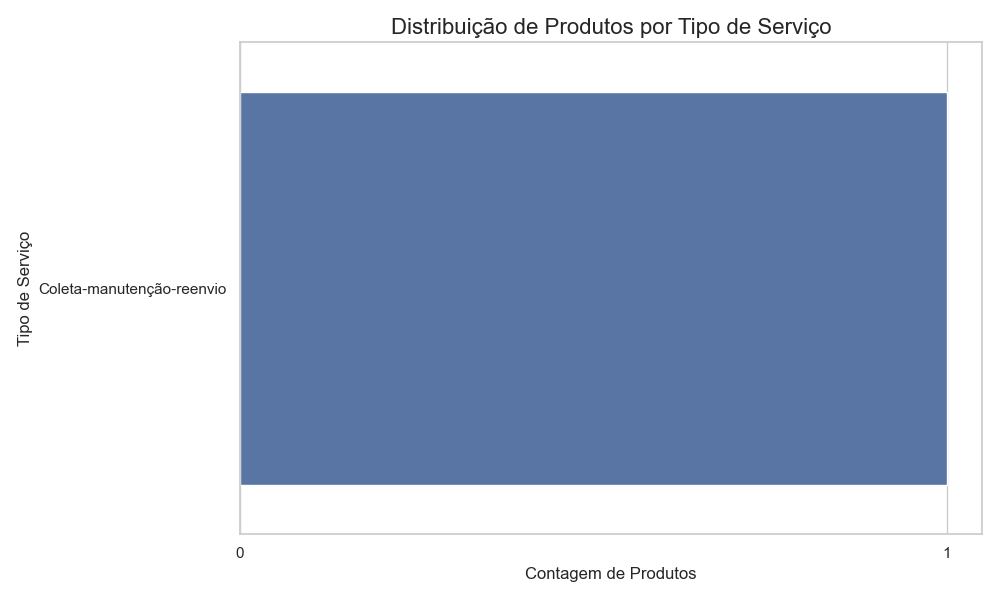 Distribuição de Produtos por Tipo de Serviço
Tipo de Serviço
Coleta-manutenção-reenvio
0
1
Contagem de Produtos